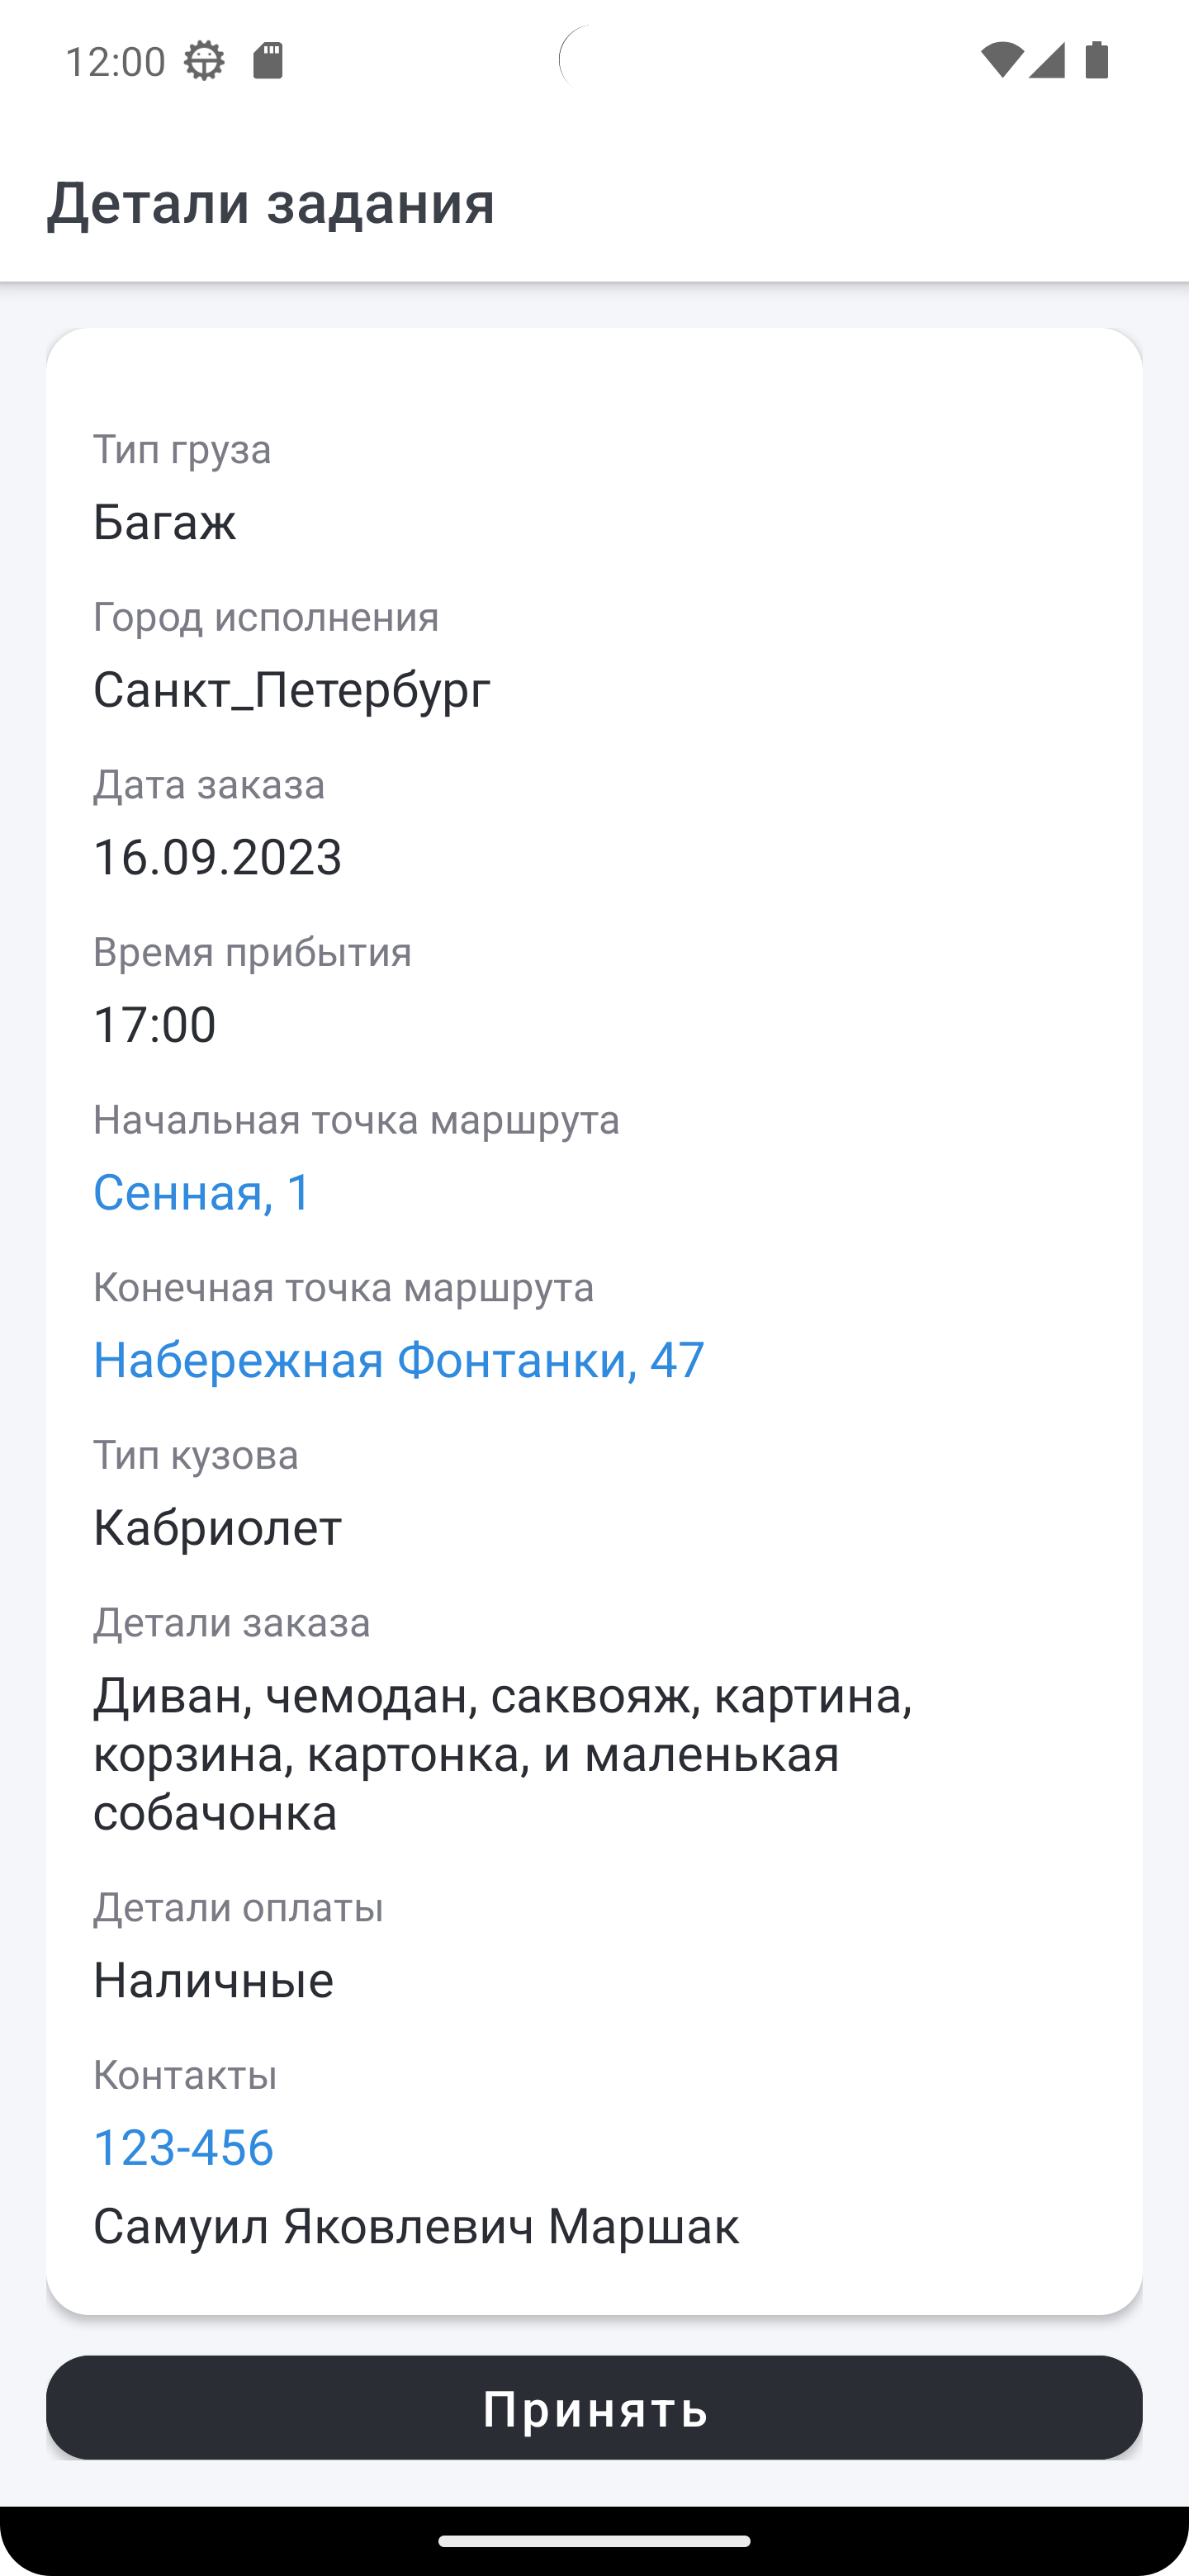 12:00
Детали задания
Тип груза
Багаж
Город исполнения
Санкт_Петербург
Дата заказа
16.09.2023
Время прибытия
17:00
Начальная точка маршрута
Сенная, 1
Конечная точка маршрута
Набережная Фонтанки, 47
Тип кузова
Кабриолет
Детали заказа
Диван, чемодан, саквояж, картина,
корзина, картонка, и маленькая
собачонка
Детали оплаты
Наличные
Контакты
123-456
Самуил Яковлевич Маршак
Принять